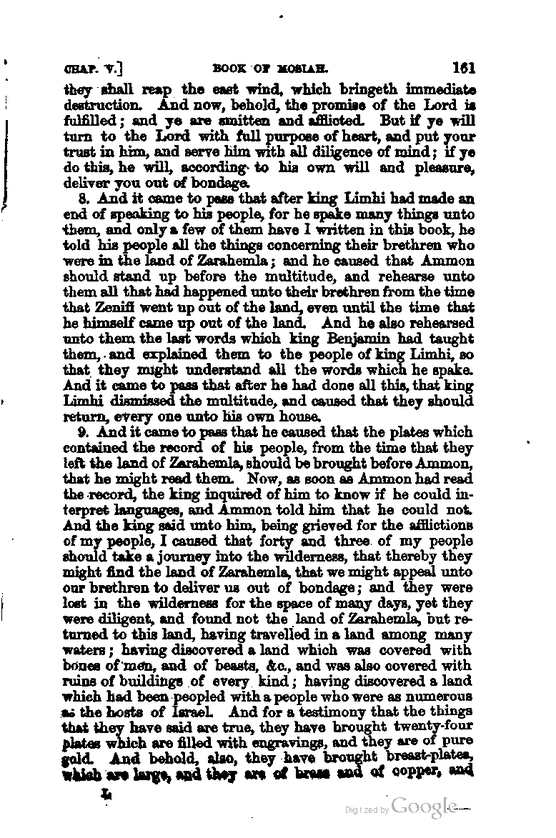 CHAP. V.] BOOK OF MOSIAH. 161
they shall reap the east wind, which bringeth immediate
destruction. And now, behold, the promise of the Lord is
fulfilled; and ye are smitten and afflicted. But if ye will
turn to the Lord with full purpose of heart, and put your
trust in him, and serve him with all diligence of mind; if ye
do this, he will, according to his own will and pleasure,
deliver you out of bondage.
8. And it came to pass that after king Limhi had made an
end of speaking to his people, for he spake many things unto
them, and only a few of them have I written in this book, he
told his people all the things concerning their brethren who
were in the land of Zarahemla; and he caused that Ammon
should stand up before the multitude, and rehearse unto
them all that had happened unto their brethren from the time
that Zeniff went up out of the land, even until the time that
he himself came up out of the land. And he also rehearsed
unto them the last words which king Benjamin had taught
them, and explained them to the people of king Limhi, so
that they might understand all the words which he spake.
And it came to pass that after he had done all this, that king
Limhi dismissed the multitude, and caused that they should
return, every one unto his own house.
9. And it came to pass that he caused that the plates which
contained the record of his people, from the time that they
left the land of Zarahemla, should be brought before Ammon,
that he might read them. Now, as soon as Ammon had read
the record, the king inquired of him to know if he could in-
terpret languages, and Ammon told him that he could not.
And the king said unto him, being grieved for the afflictions
of my people, I caused that forty and three of my people
should take a journey into the wilderness, that thereby they
might find the land of Zarahemla, that we might appeal unto
our brethren to deliver us out of bondage; and they were
lost in the wilderness for the space of many days, yet they
were diligent, and found not the land of Zarahemla, but re-
turned to this land, having travelled in a land among many
waters; having discovered a land which was covered with
bones of men, and of beasts, &c., and was also covered with
ruins of buildings of every kind; having discovered a land
which had been peopled with a people who were as numerous
as the hosts of Israel. And for a testimony that the things
that they have said are true, they have brought twenty-four
plates which are filled with engravings, and they are of pure
gold. And behold, also, they have brought breast-plates,
which are large, and they are of brass and of copper, and
L
Digitized by Google